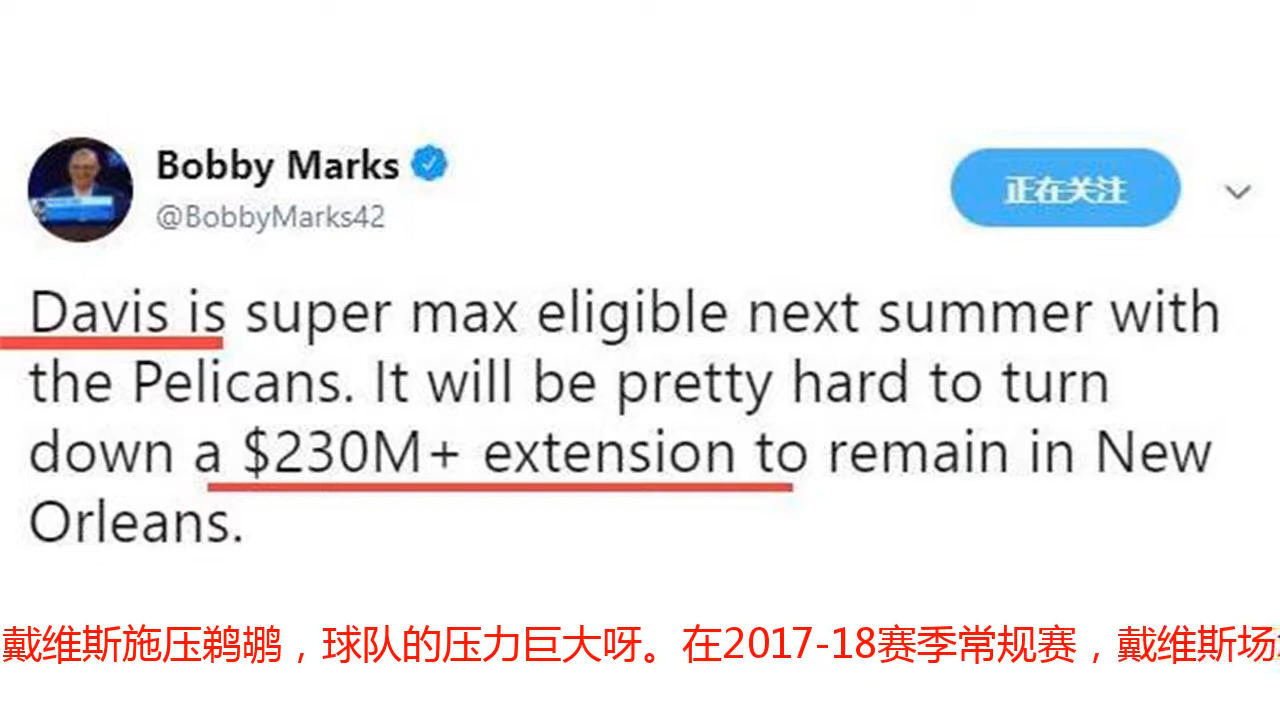 Bobby Marks
@BobbyMarks42
正在关注
Davis is super max eligible next summer with
the Pelicans. It will be pretty hard to turn
down a $230M+ extension to remain in New
Orleans.
戴维斯施压鹈鹕，球队的压力巨大呀。在2017-18赛季常规赛，戴维斯场